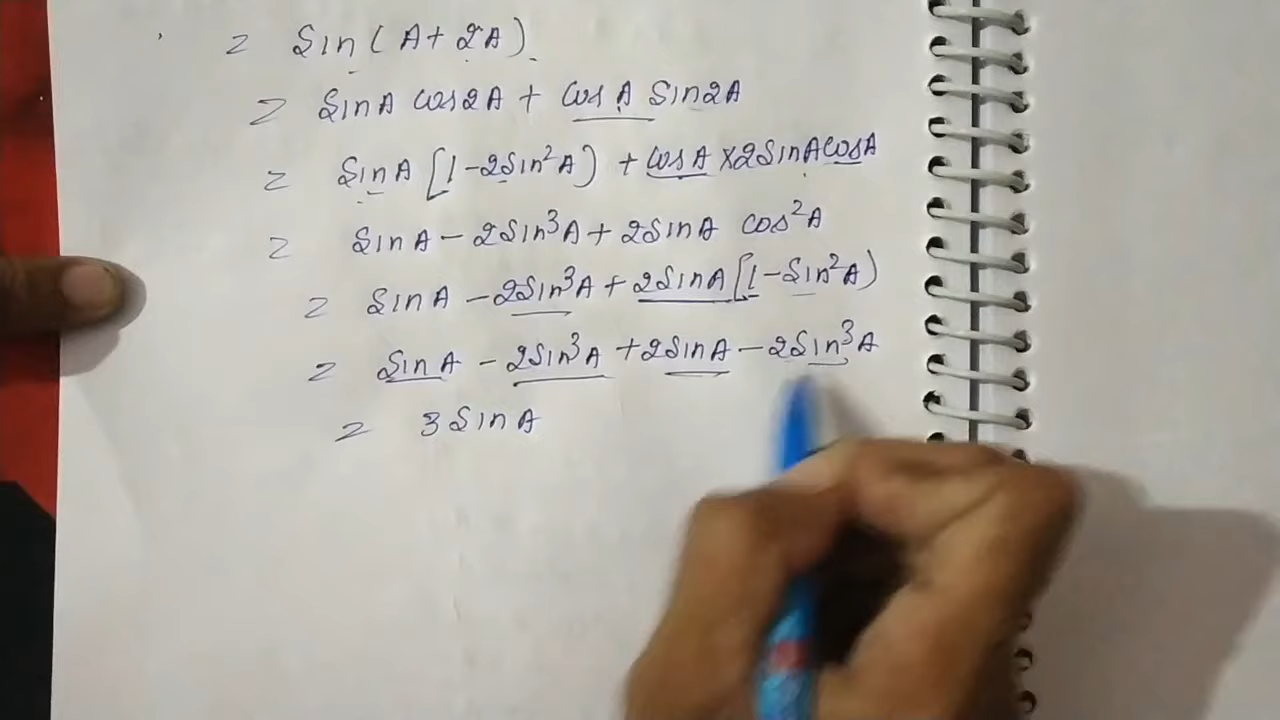 = Sin(A+2A)
= SinA Cos2A + CosA Sin2A
= SinA [1-2Sin²A) + CosA X2SinACosA
= SinA - 2Sin³A + 2SinA Cos²A
= SinA - 2Sin³A + 2SinA [1-Sin²A)
= SinA - 2Sin³A + 2SinA - 2Sin³A
= 3SinA